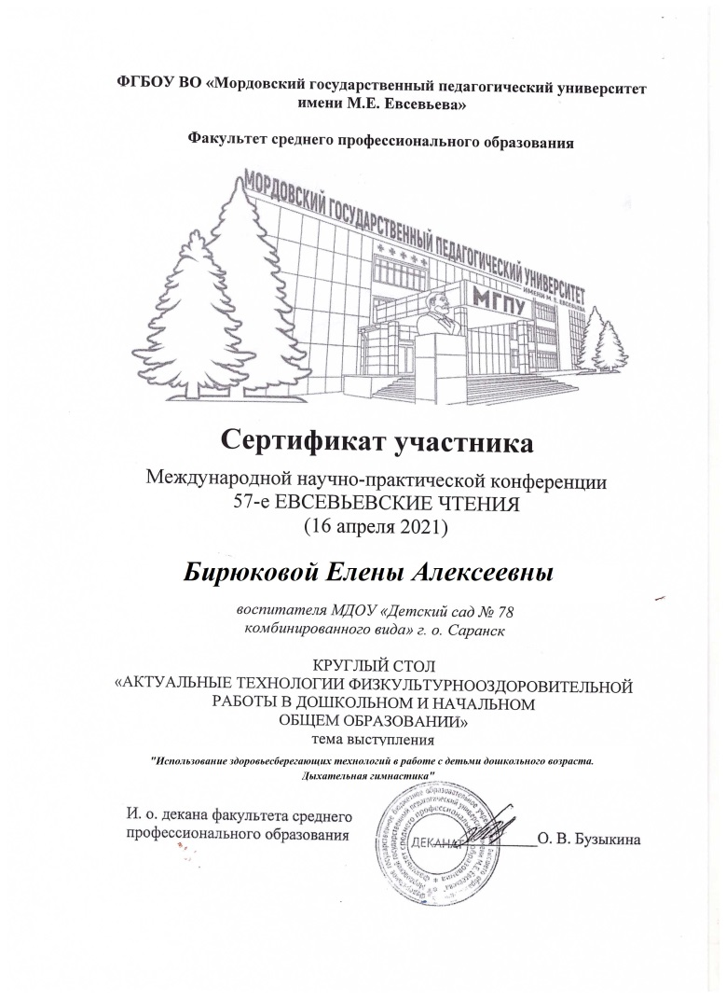 ФГБОУ ВО «Мордовский государственный педагогический университет
имени М.Е. Евсевьева»
Факультет среднего профессионального образования
МОРДОВСКИЙ ГОСУДАРСТВЕННЫЙ ПЕДАГОГИЧЕСКИЙ УНИВЕРСИТЕТ
ИМЕНИ М. Е. ЕВСЕВЬЕВА
МГПУ
Сертификат участника
Международной научно-практической конференции
57-е ЕВСЕВЬЕВСКИЕ ЧТЕНИЯ
(16 апреля 2021)
Бирюковой Елены Алексеевны
воспитателя МДОУ «Детский сад № 78
комбинированного вида» г. о. Саранск
КРУГЛЫЙ СТОЛ
«АКТУАЛЬНЫЕ ТЕХНОЛОГИИ ФИЗКУЛЬТУРНООЗДОРОВИТЕЛЬНОЙ
РАБОТЫ В ДОШКОЛЬНОМ И НАЧАЛЬНОМ
ОБЩЕМ ОБРАЗОВАНИИ»
тема выступления
"Использование здоровьесберегающих технологий в работе с детьми дошкольного возраста.
Дыхательная гимнастика"
И. о. декана факультета среднего
профессионального образования
ДЕКАНАТ
О. В. Бузыкина